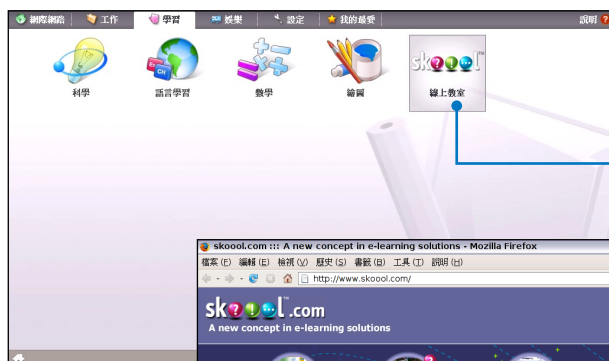 網際網路 工作 學習 娛樂 設定 我的最愛 說明
科學 語言學習 數學 繪圖 線上教室
skoool™
skoool.com ::: A new concept in e-learning solutions - Mozilla Firefox
檔案(F) 編輯(E) 檢視(V) 歷史(S) 書籤(B) 工具(T) 說明(H)
http://www.skoool.com/
skoool™.com
A new concept in e-learning solutions